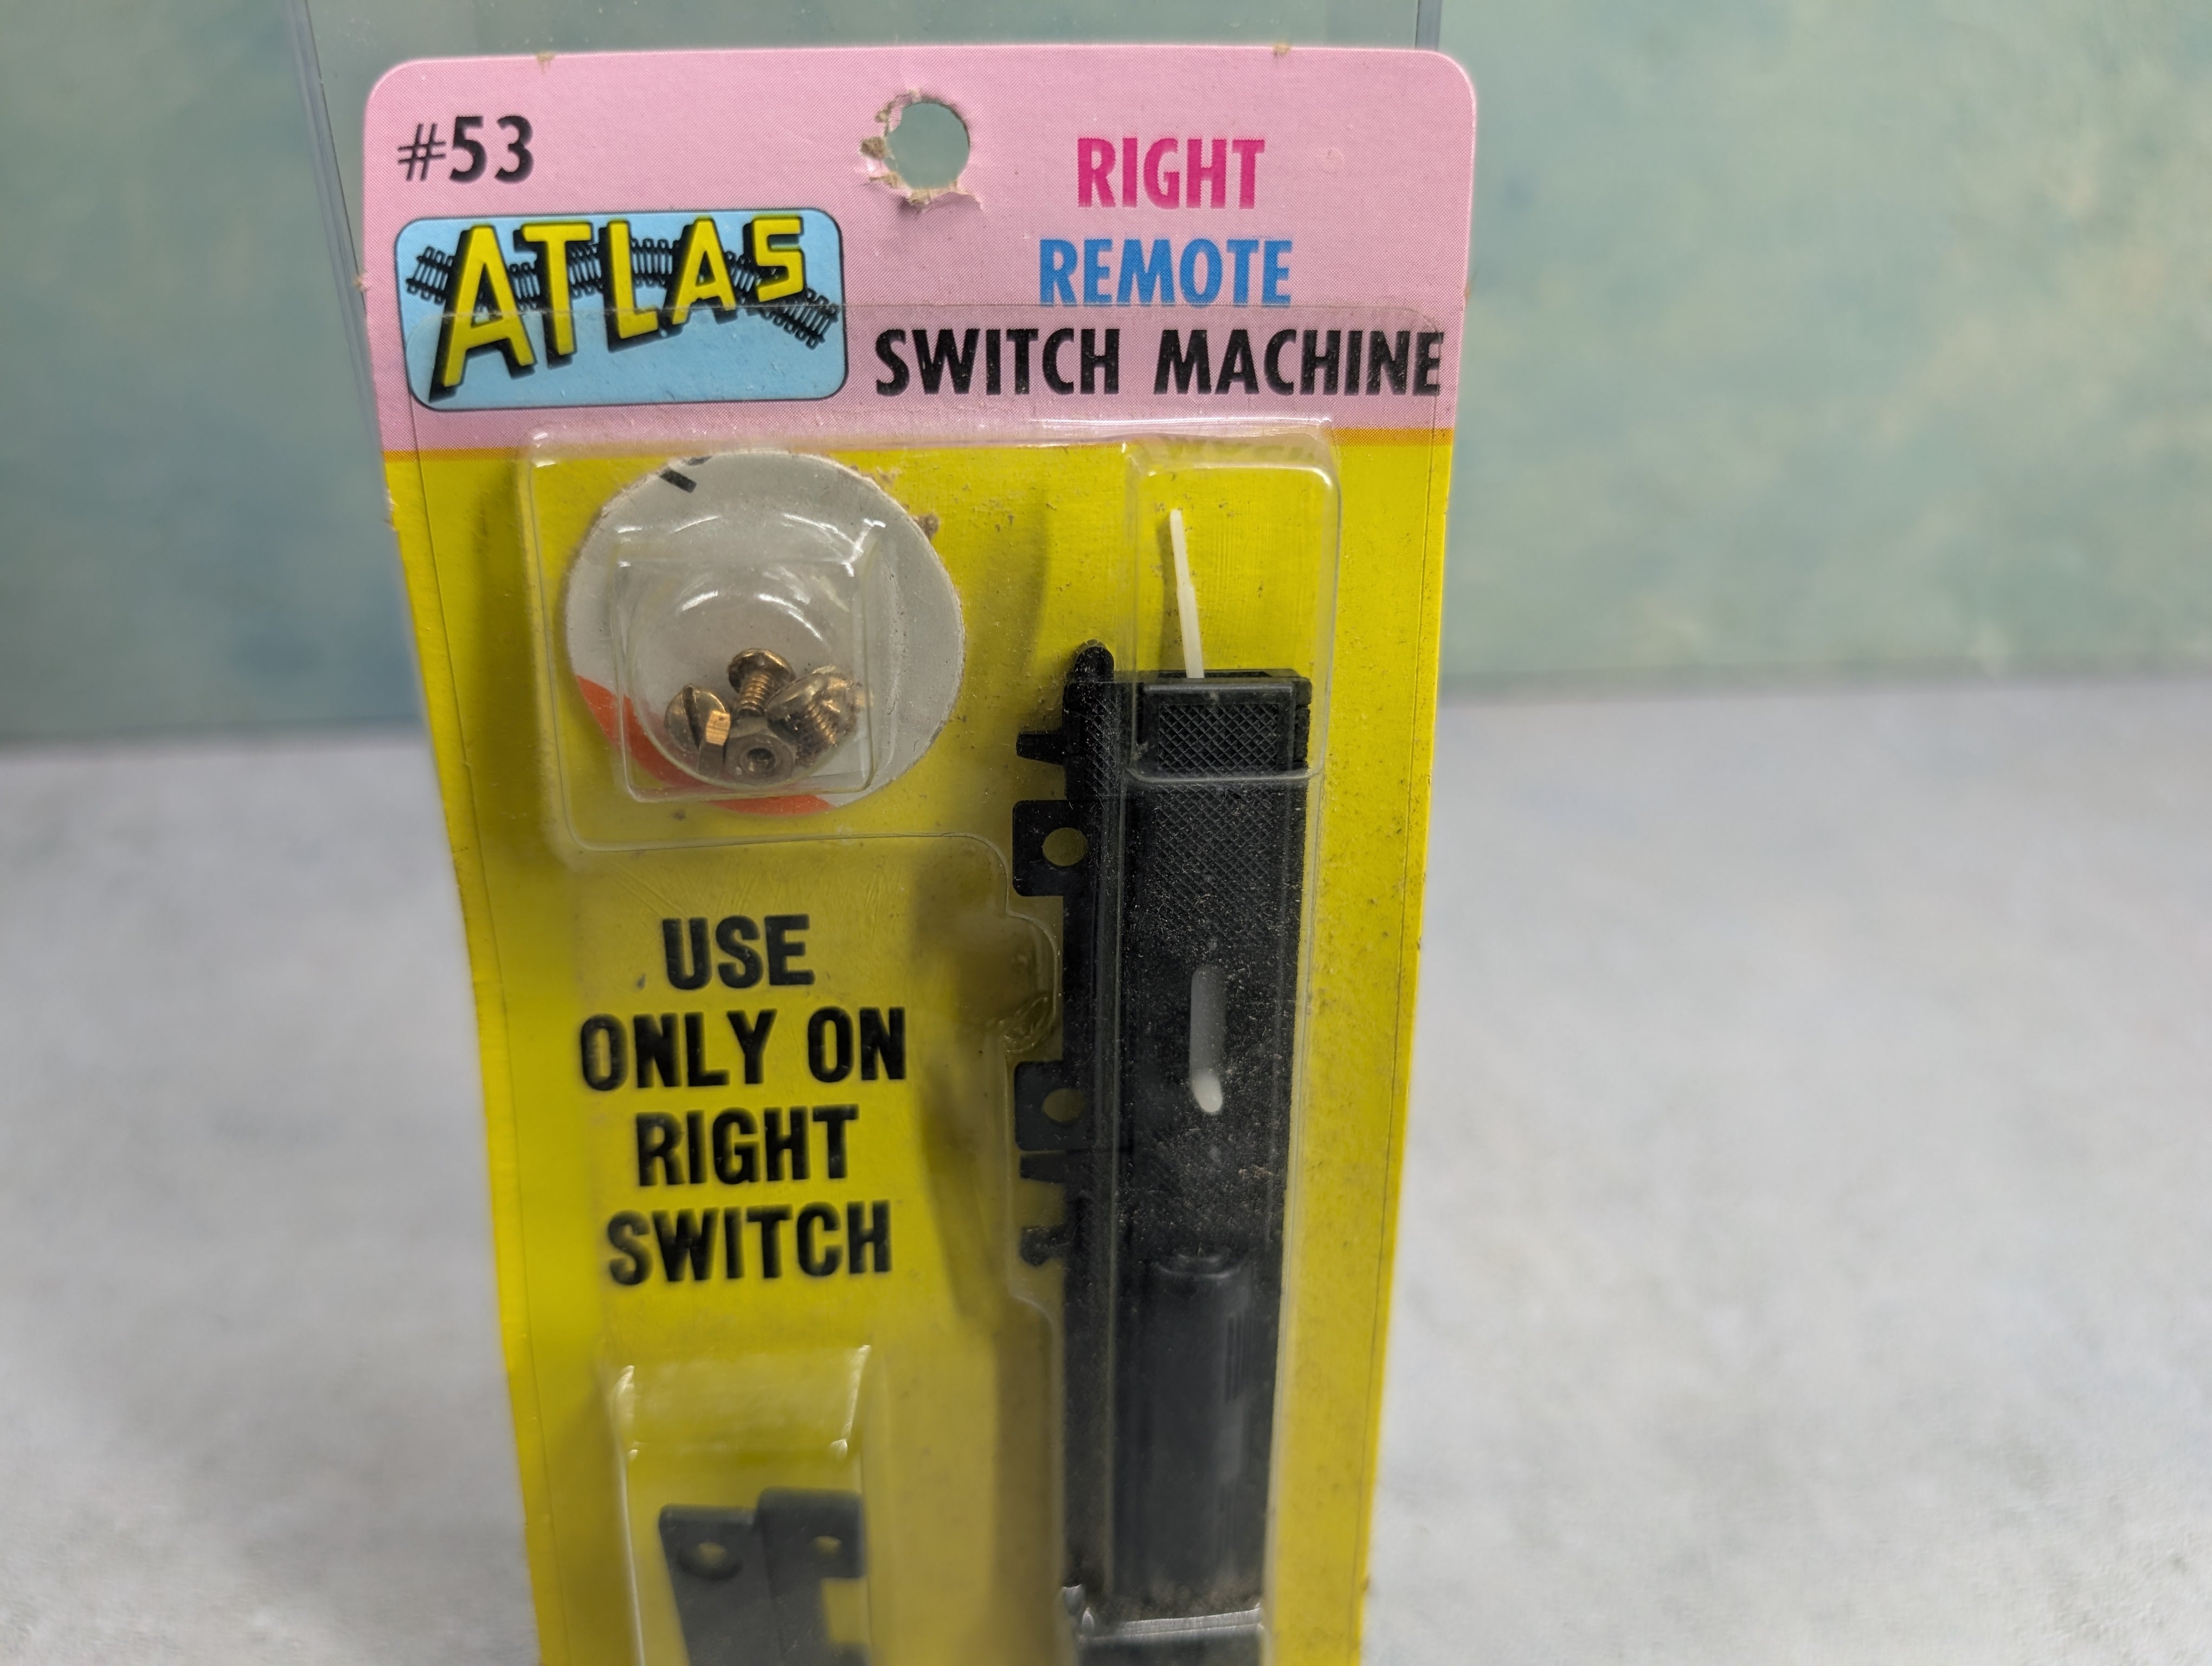 #53
ATLAS
RIGHT
REMOTE
SWITCH MACHINE
USE
ONLY ON
RIGHT
SWITCH